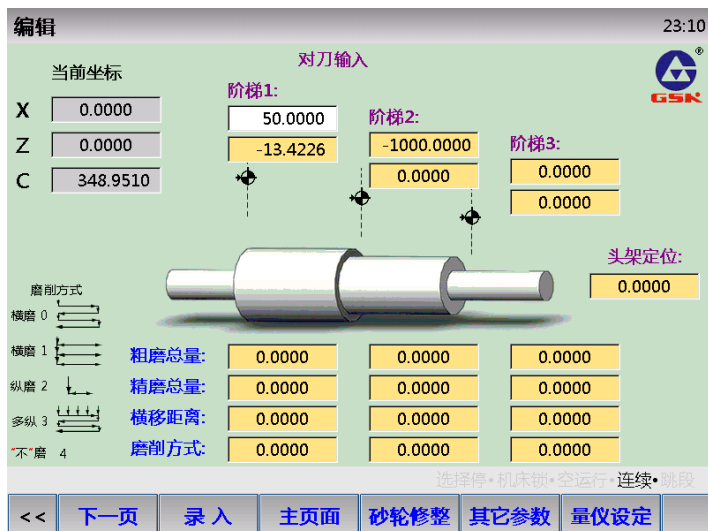 编辑 23:10
对刀输入
当前坐标
GSK ®
X 0.0000
Z 0.0000
C 348.9510
阶梯1:
50.0000
-13.4226
阶梯2:
-1000.0000
0.0000
阶梯3:
0.0000
0.0000
头架定位:
0.0000
磨削方式
横磨 0
横磨 1
纵磨 2
多纵 3
"不"磨 4
粗磨总量: 0.0000 0.0000 0.0000
精磨总量: 0.0000 0.0000 0.0000
横移距离: 0.0000 0.0000 0.0000
磨削方式: 0.0000 0.0000 0.0000
选择停•机床锁•空运行•连续•跳段
<< 下一页 录入 主页面 砂轮修整 其它参数 量仪设定